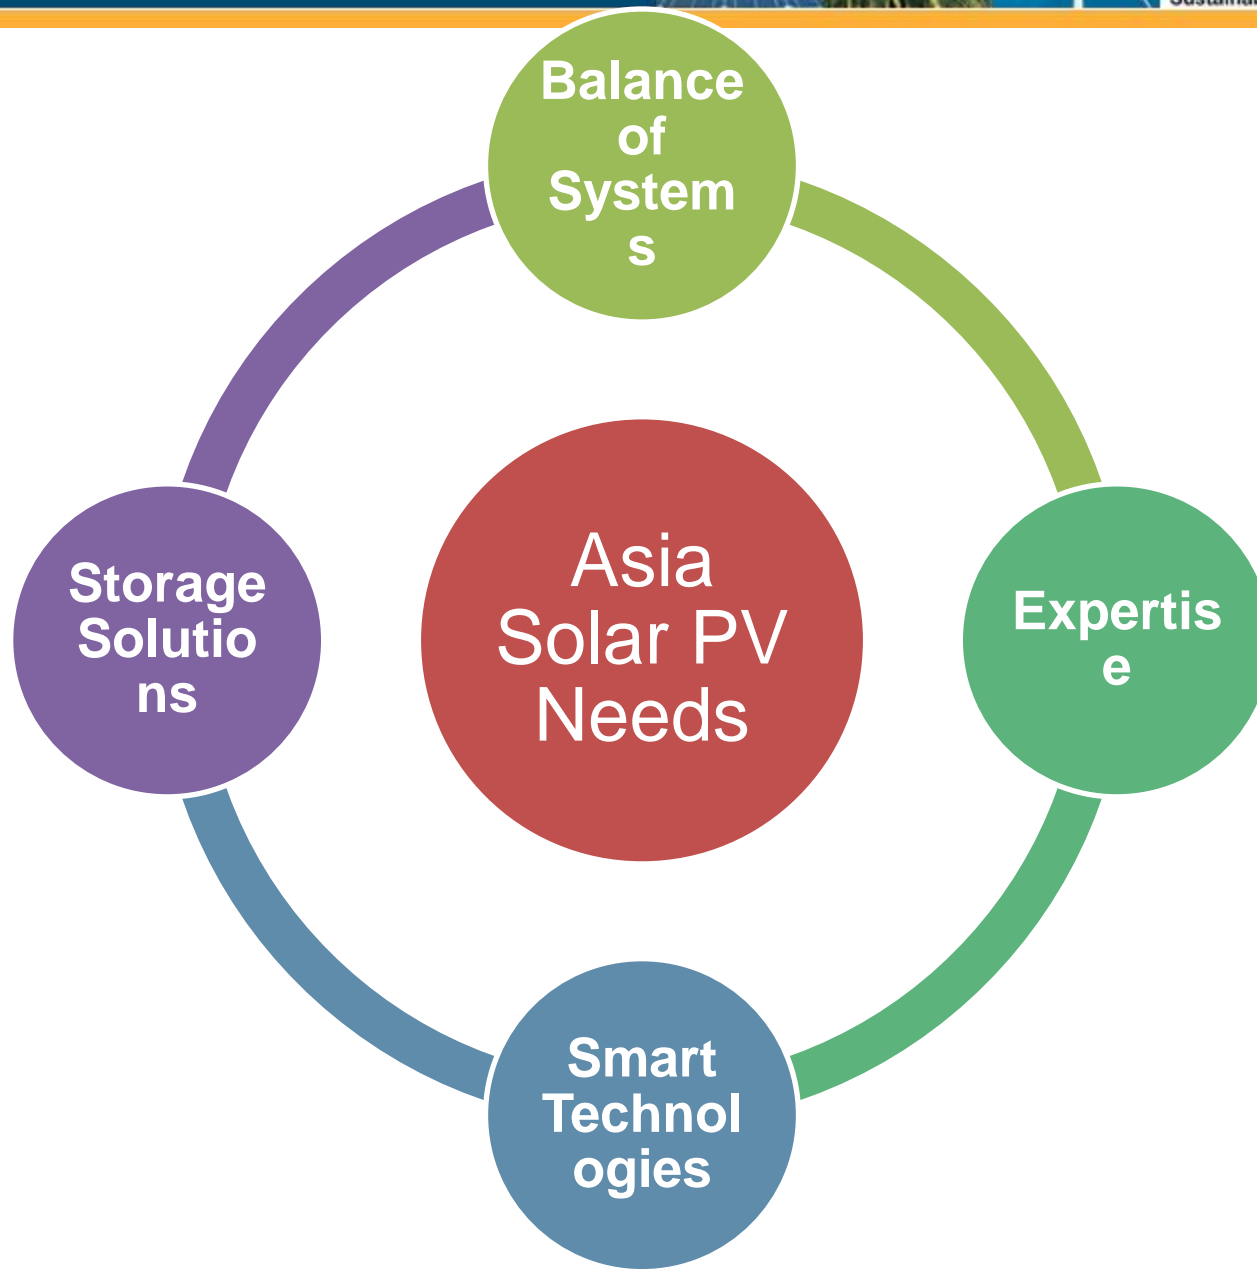 Balance
of
System
s
Storage
Solutio
ns
Asia
Solar PV
Needs
Expertis
e
Smart
Technol
ogies